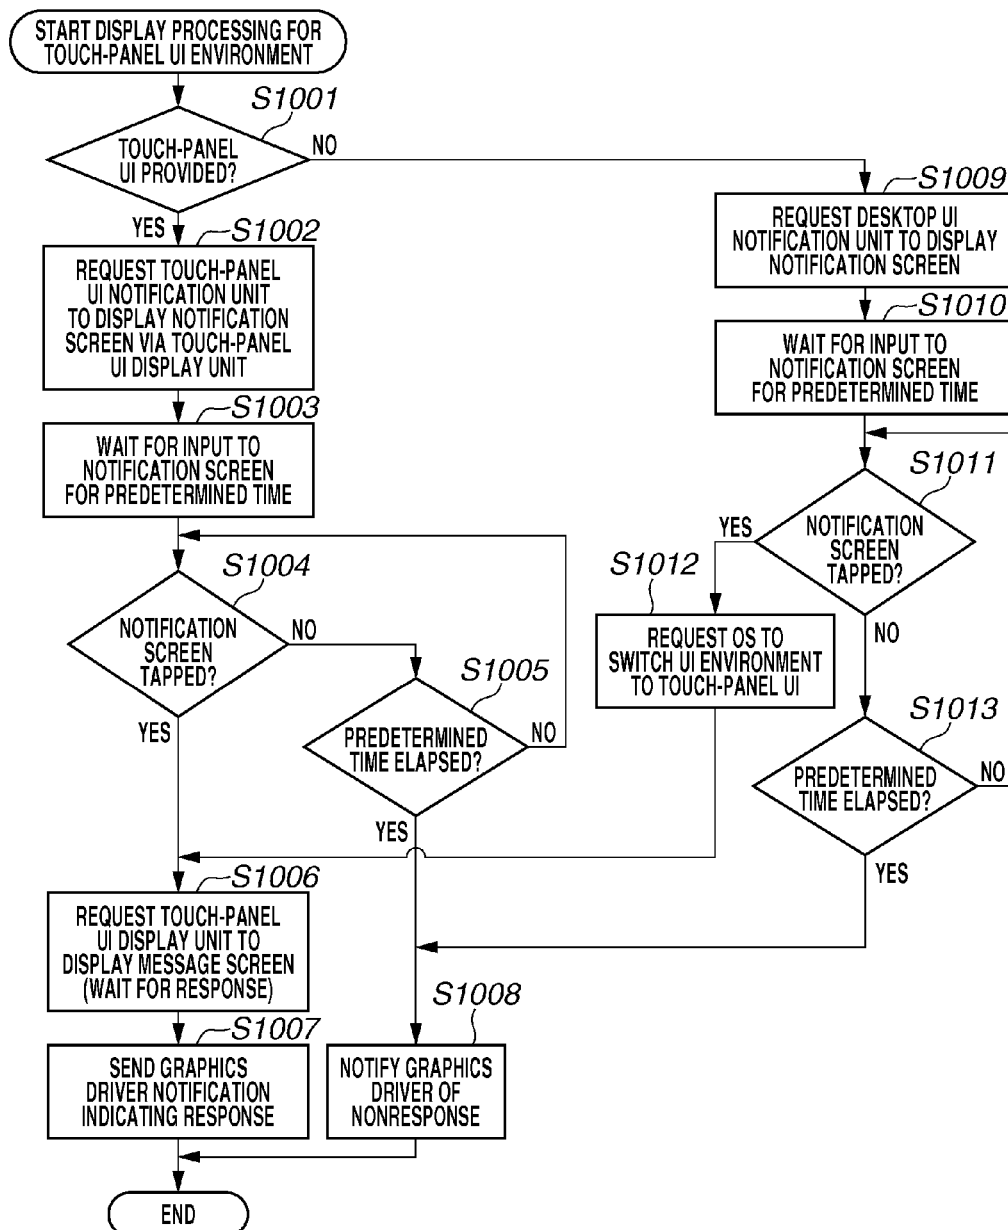 START DISPLAY PROCESSING FOR
TOUCH-PANEL UI ENVIRONMENT
S1001
TOUCH-PANEL
UI PROVIDED?
NO
YES
S1002
REQUEST TOUCH-PANEL
UI NOTIFICATION UNIT
TO DISPLAY NOTIFICATION
SCREEN VIA TOUCH-PANEL
UI DISPLAY UNIT
S1003
WAIT FOR INPUT TO
NOTIFICATION SCREEN
FOR PREDETERMINED TIME
S1004
NOTIFICATION
SCREEN
TAPPED?
NO
YES
S1005
PREDETERMINED
TIME ELAPSED?
NO
YES
S1006
REQUEST TOUCH-PANEL
UI DISPLAY UNIT TO
DISPLAY MESSAGE SCREEN
(WAIT FOR RESPONSE)
S1007
SEND GRAPHICS
DRIVER NOTIFICATION
INDICATING RESPONSE
S1008
NOTIFY GRAPHICS
DRIVER OF
NONRESPONSE
S1009
REQUEST DESKTOP UI
NOTIFICATION UNIT TO DISPLAY
NOTIFICATION SCREEN
S1010
WAIT FOR INPUT TO
NOTIFICATION SCREEN
FOR PREDETERMINED TIME
S1011
NOTIFICATION
SCREEN
TAPPED?
YES
NO
S1012
REQUEST OS TO
SWITCH UI ENVIRONMENT
TO TOUCH-PANEL UI
S1013
PREDETERMINED
TIME ELAPSED?
NO
YES
END